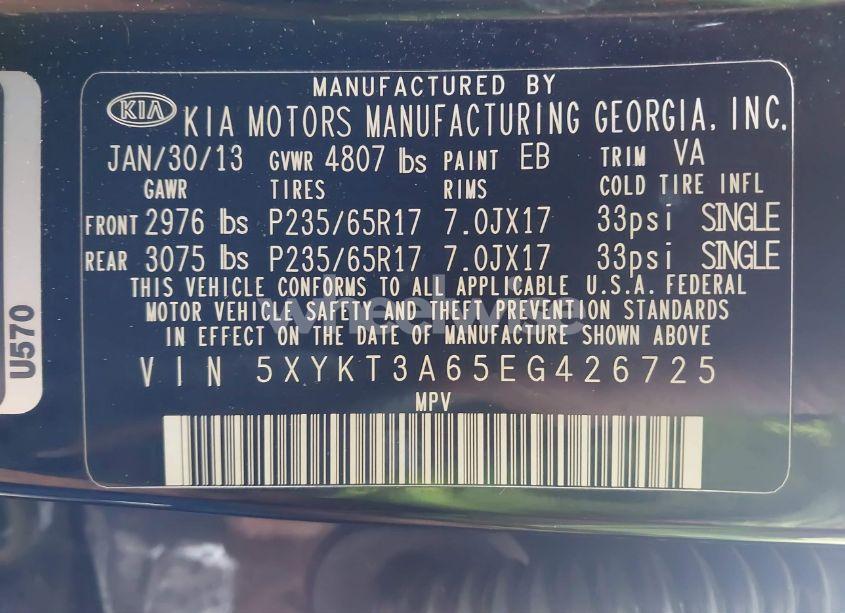 MANUFACTURED BY
KIA KIA MOTORS MANUFACTURING GEORGIA, INC.
JAN/30/13 GVWR 4807 lbs PAINT EB TRIM VA
GAWR TIRES RIMS COLD TIRE INFL
FRONT 2976 lbs P235/65R17 7.0JX17 33psi SINGLE
REAR 3075 lbs P235/65R17 7.0JX17 33psi SINGLE
THIS VEHICLE CONFORMS TO ALL APPLICABLE U.S.A. FEDERAL
MOTOR VEHICLE SAFETY AND THEFT PREVENTION STANDARDS
IN EFFECT ON THE DATE OF MANUFACTURE SHOWN ABOVE
VIN 5XYKT3A65EG426725
MPV
U570